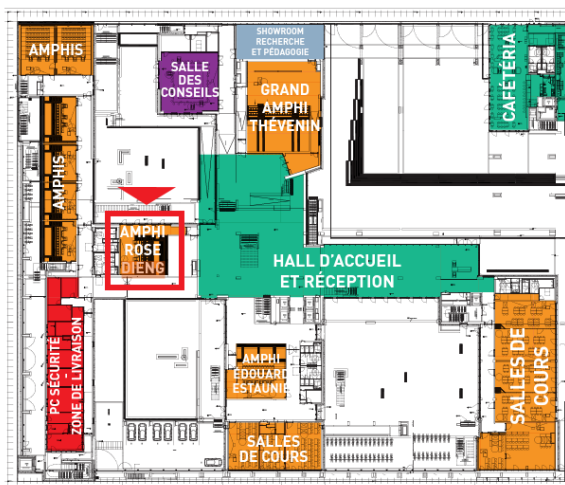 AMPHIS
SALLE
DES
CONSEILS
SHOWROOM
RECHERCHE
ET PÉDAGOGIE
GRAND
AMPHI
THÉVENIN
CAFÉTÉRIA
AMPHIS
AMPHI
ROSE
DIENG
HALL D'ACCUEIL
ET RÉCEPTION
PC SÉCURITÉ
-
ZONE DE LIVRAISON
AMPHI
EDOUARD
ESTAUNIÉ
SALLES
DE COURS
SALLES DE
COURS